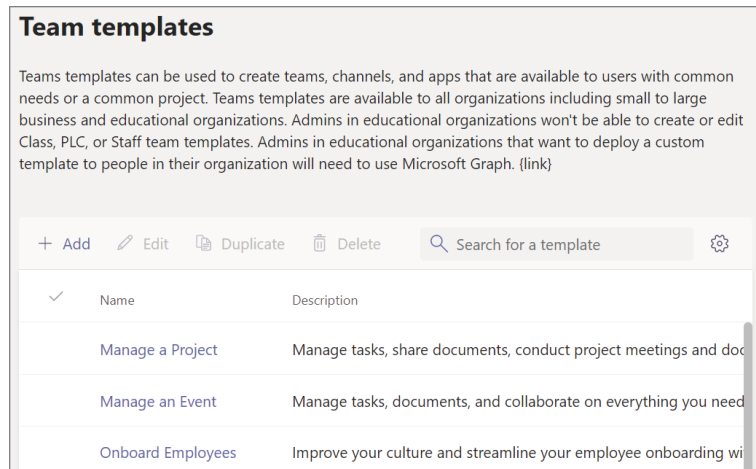 Team templates
Teams templates can be used to create teams, channels, and apps that are available to users with common
needs or a common project. Teams templates are available to all organizations including small to large
business and educational organizations. Admins in educational organizations won't be able to create or edit
Class, PLC, or Staff team templates. Admins in educational organizations that want to deploy a custom
template to people in their organization will need to use Microsoft Graph. {link}
Add Edit Duplicate Delete Search for a template
Name Description
Manage a Project Manage tasks, share documents, conduct project meetings and
Manage an Event Manage tasks, documents, and collaborate on everything you need
Onboard Employees Improve your culture and streamline your employee onboarding